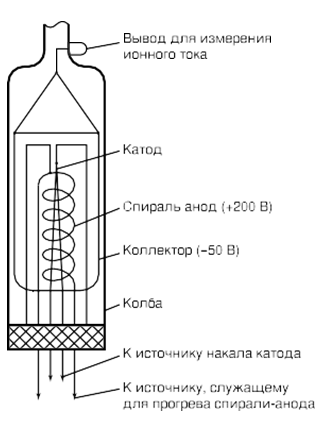 Вывод для измерения
ионного тока
Катод
Спираль анод (+200 В)
Коллектор (–50 В)
Колба
К источнику накала катода
К источнику, служащему
для прогрева спирали-анода